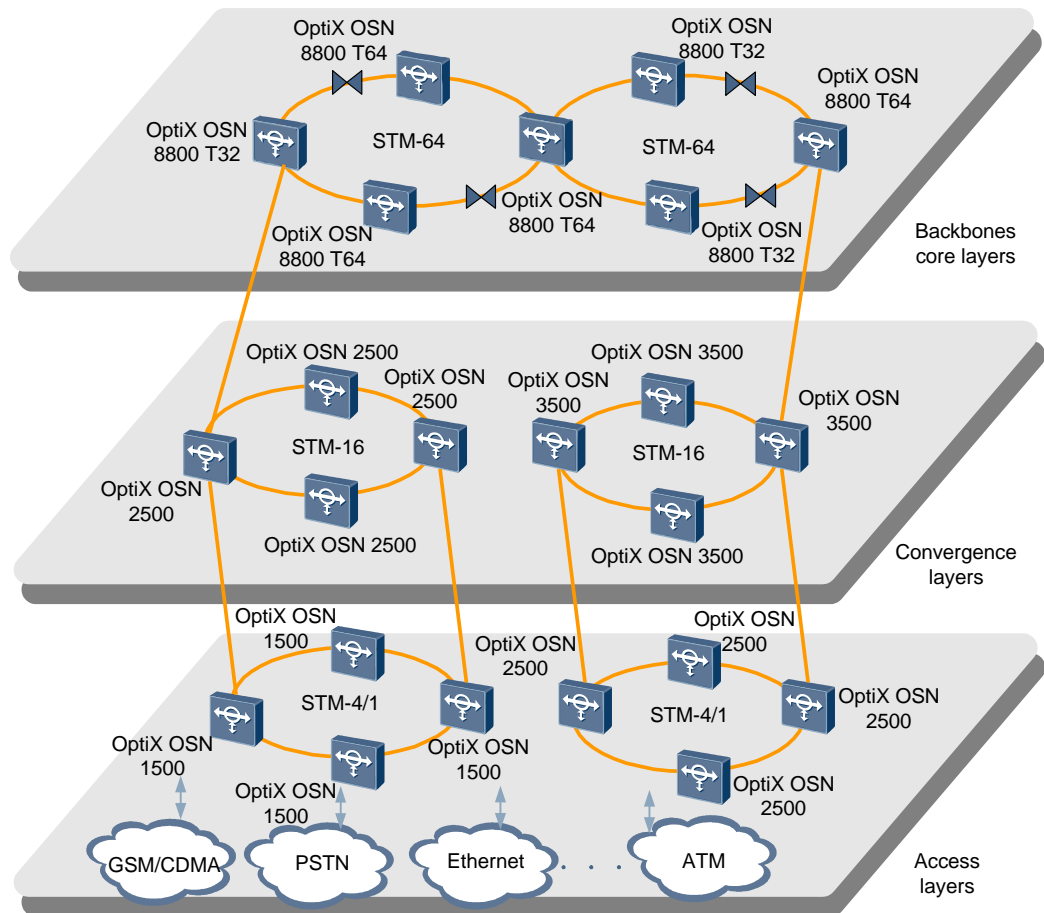 OptiX OSN
8800 T64
OptiX OSN
8800 T32
OptiX OSN
8800 T64
OptiX OSN
8800 T32
STM-64
STM-64
OptiX OSN
8800 T64
OptiX OSN
8800 T64
OptiX OSN
8800 T32
Backbones
core layers
OptiX OSN 2500
OptiX OSN
2500
OptiX OSN 3500
OptiX OSN
3500
OptiX OSN
3500
STM-16
STM-16
OptiX OSN
2500
OptiX OSN 2500
OptiX OSN 3500
Convergence
layers
OptiX OSN
1500
OptiX OSN
2500
OptiX OSN
2500
STM-4/1
STM-4/1
OptiX OSN
2500
OptiX OSN
1500
OptiX OSN
1500
OptiX OSN
1500
OptiX OSN
2500
GSM/CDMA
PSTN
Ethernet
. . .
ATM
Access
layers